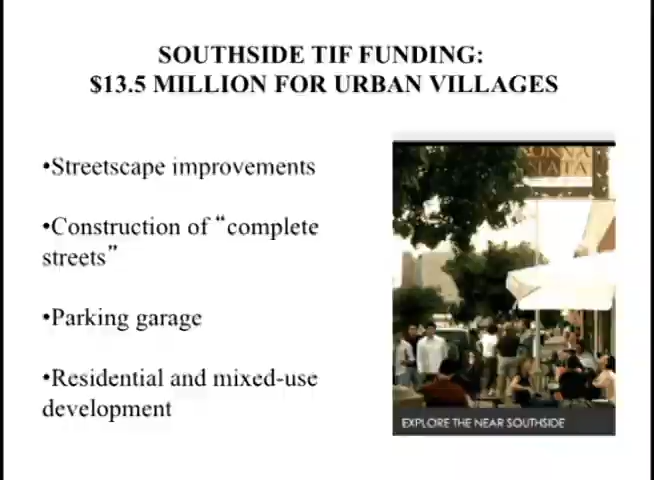 SOUTHSIDE TIF FUNDING:
$13.5 MILLION FOR URBAN VILLAGES
•Streetscape improvements
•Construction of “complete
streets”
•Parking garage
•Residential and mixed-use
development
EXPLORE THE NEAR SOUTHSIDE